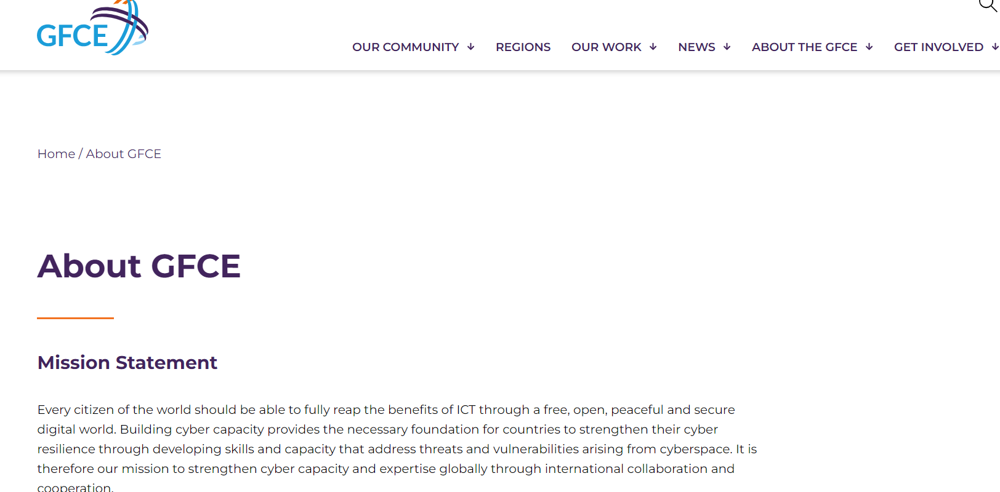 GFCE
OUR COMMUNITY
REGIONS
OUR WORK
NEWS
ABOUT THE GFCE
GET INVOLVED
Home / About GFCE
About GFCE
Mission Statement
Every citizen of the world should be able to fully reap the benefits of ICT through a free, open, peaceful and secure
digital world. Building cyber capacity provides the necessary foundation for countries to strengthen their cyber
resilience through developing skills and capacity that address threats and vulnerabilities arising from cyberspace. It is
therefore our mission to strengthen cyber capacity and expertise globally through international collaboration and
cooperation.